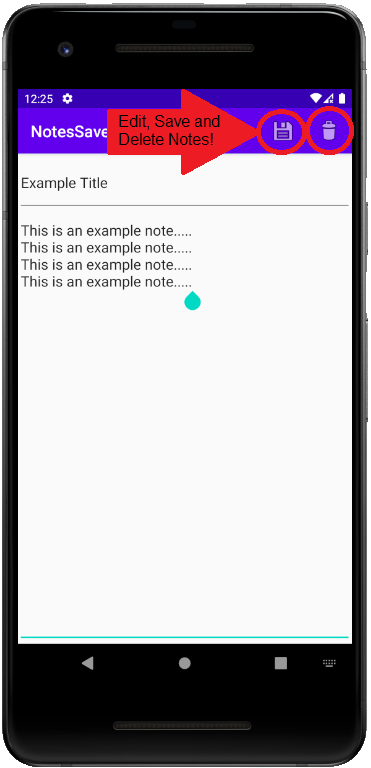 12:25
NotesSave
Edit, Save and
Delete Notes!
Example Title
This is an example note.....
This is an example note.....
This is an example note.....
This is an example note.....